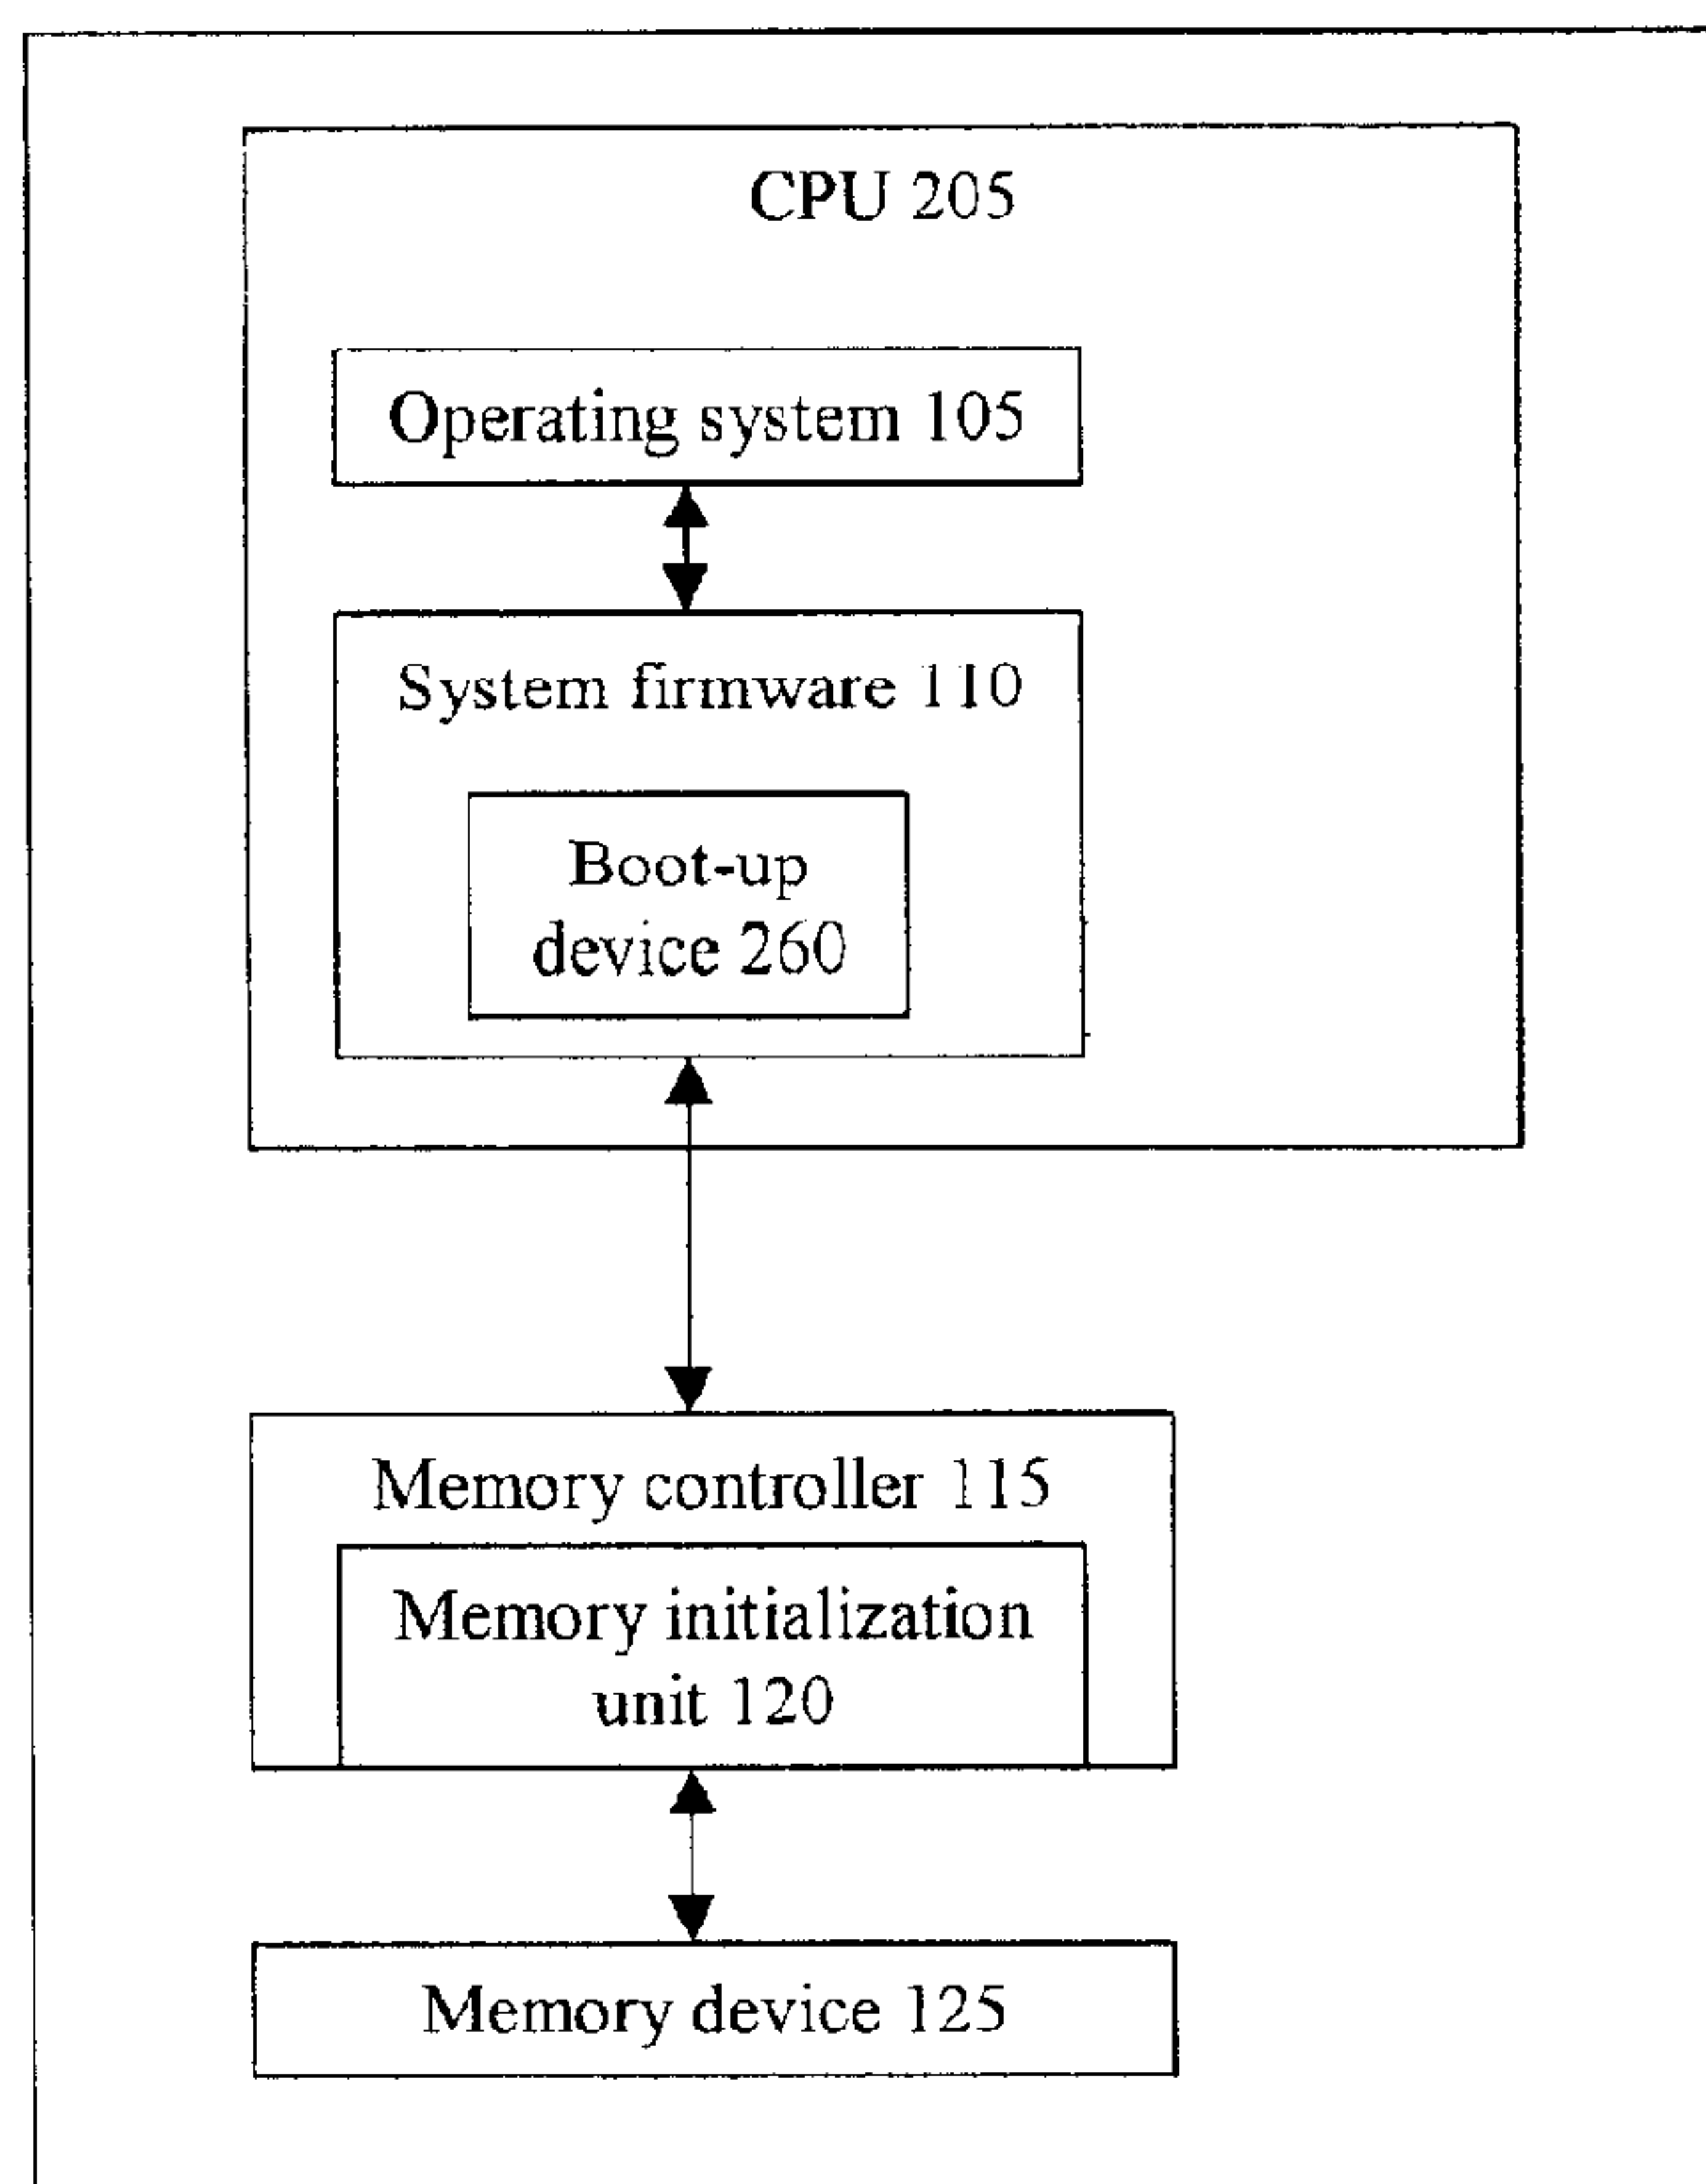 CPU 205
Operating system 105
System firmware 110
Boot-up
device 260
Memory controller 115
Memory initialization
unit 120
Memory device 125